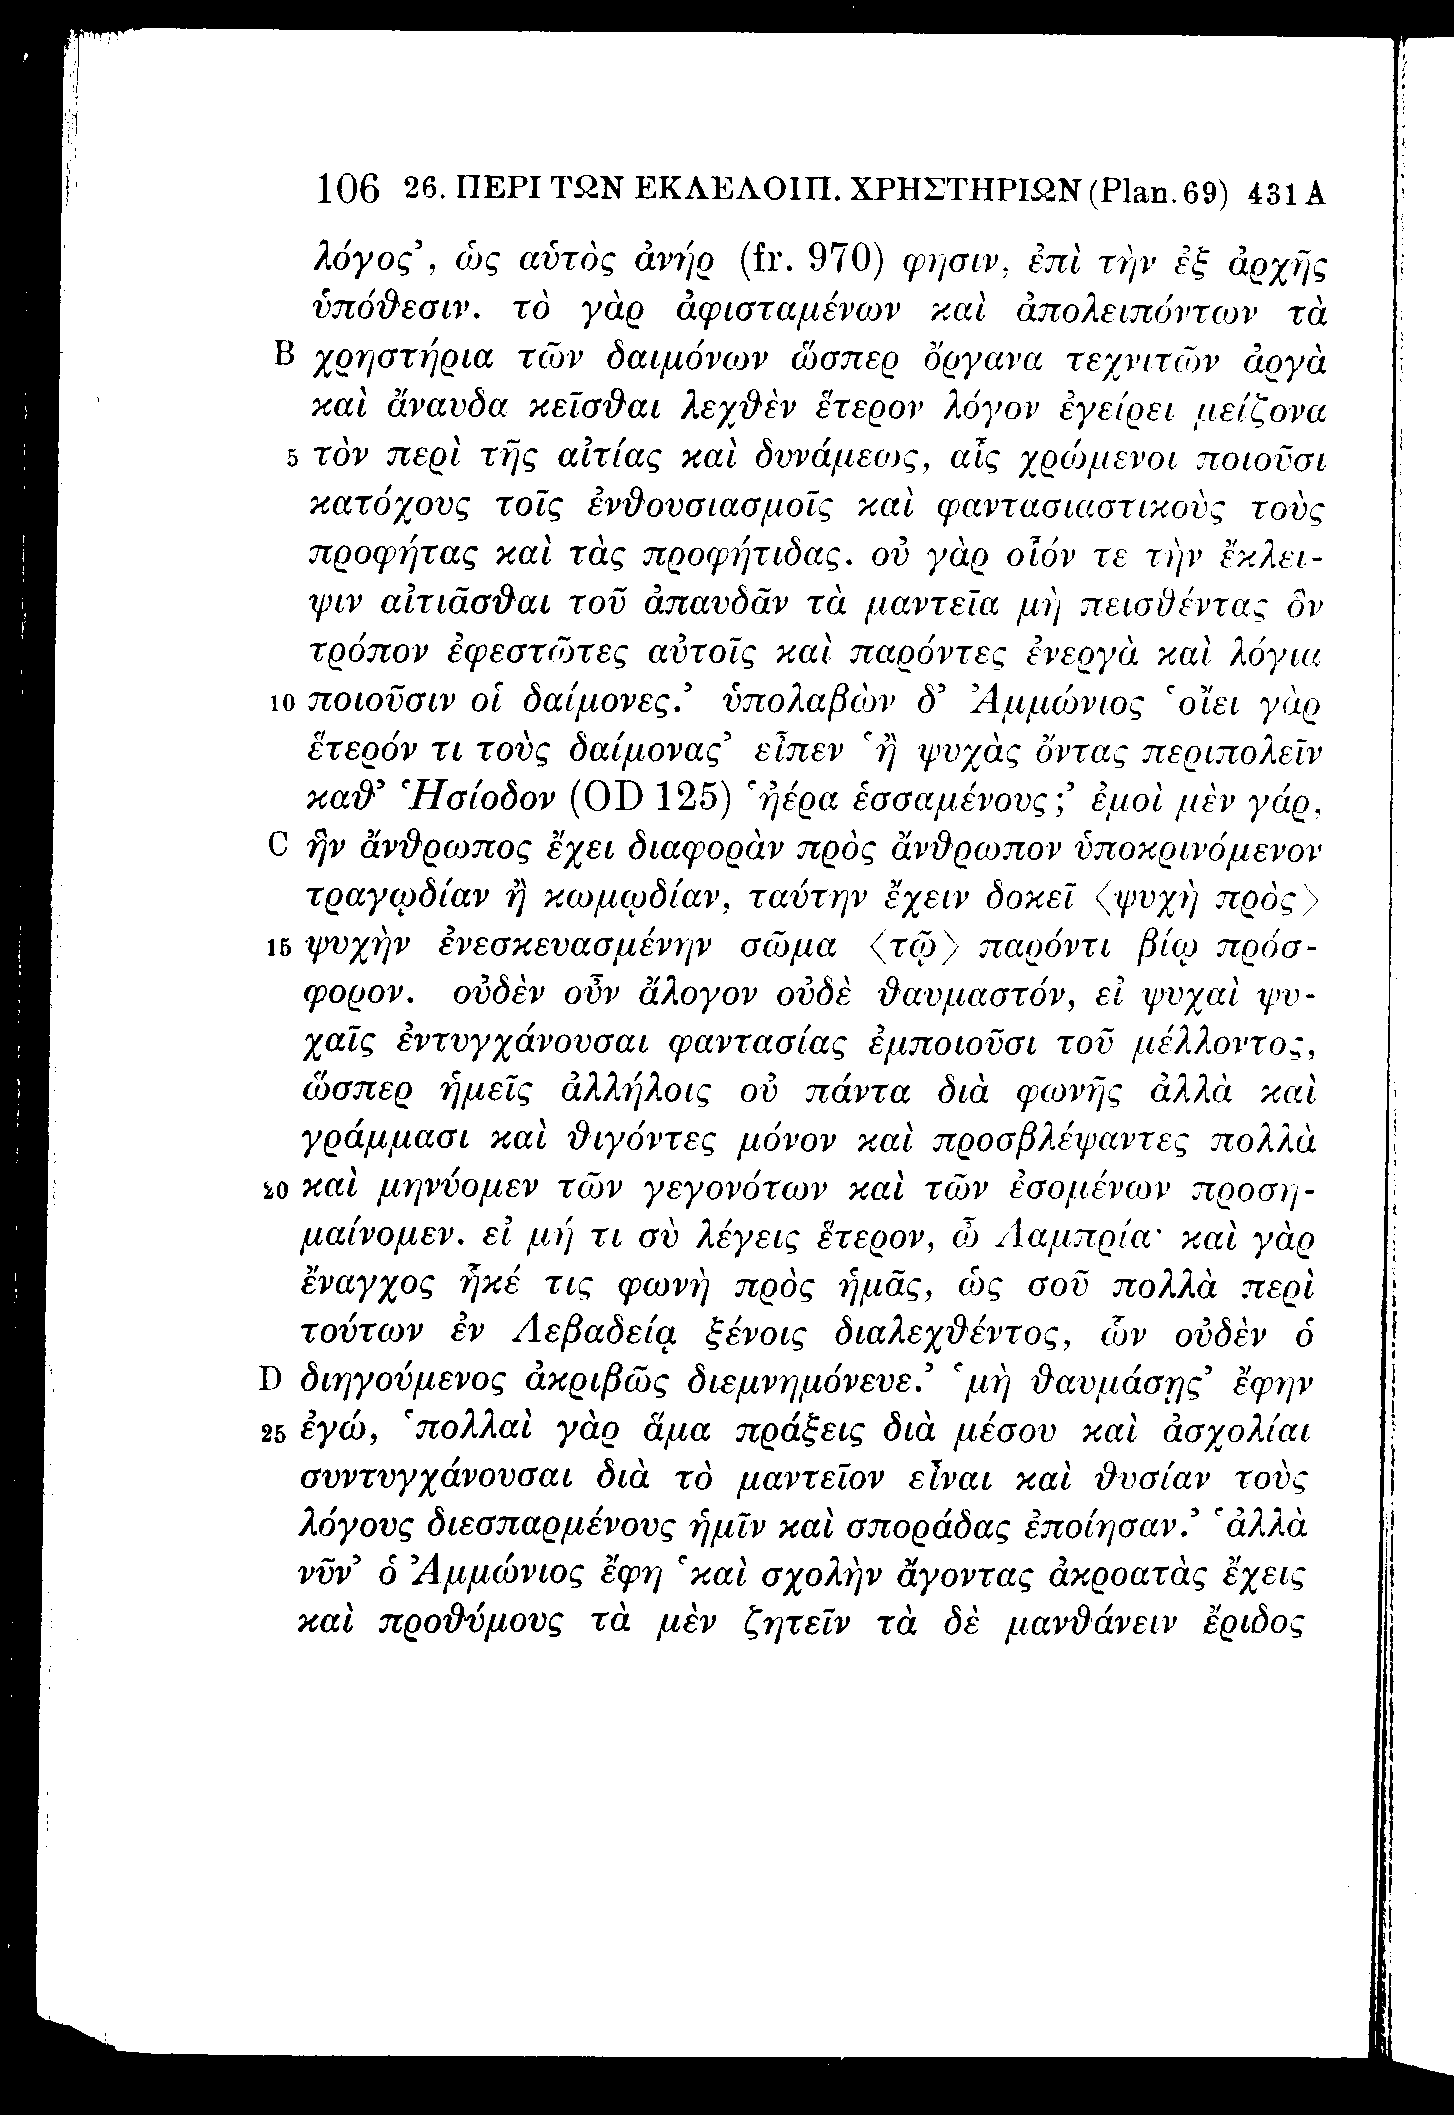 106 26. ΠΕΡΙ ΤΩΝ ΕΚΛΕΛΟΙΠ. ΧΡΗΣΤΗΡΙΩΝ (Plan. 69) 431 A
λόγος’, ὡς αὑτὸς ἁνήρ (fr. 970) φησιν, ἐπὶ τὴν ἐξ ἀρχῆς
ὑπόθεσιν. τὸ γὰρ ἀφισταμένων καὶ ἀπολειπόντων τὰ
B χρηστήρια τῶν δαιμόνων ὥσπερ ὄργανα τεχνιτῶν ἀργὰ
καὶ ἄναυδα κεῖσθαι λεχθὲν ἕτερον λόγον ἐγείρει μείζονα
5 τὸν περὶ τῆς αἰτίας καὶ δυνάμεως, αἷς χρώμενοι ποιοῦσι
κατόχους τοῖς ἐνθουσιασμοῖς καὶ φαντασιαστικοὺς τοὺς
προφήτας καὶ τὰς προφήτιδας. οὐ γὰρ οἷόν τε τὴν ἔκλει-
ψιν αἰτιᾶσθαι τοῦ ἀπαυδᾶν τὰ μαντεῖα μὴ πεισθέντας ὃν
τρόπον ἐφεστῶτες αὐτοῖς καὶ παρόντες ἐνεργὰ καὶ λόγια
10 ποιοῦσιν οἱ δαίμονες.’ ὑπολαβὼν δ’ Ἀμμώνιος ‘οἴει γὰρ
ἕτερόν τι τοὺς δαίμονας’ εἶπεν ‘ἢ ψυχὰς ὄντας περιπολεῖν
καθ’ Ἡσίοδον (OD 125) ‘ἠέρα ἑσσαμένους;’ ἐμοὶ μὲν γάρ,
C ἣν ἄνθρωπος ἔχει διαφορὰν πρὸς ἄνθρωπον ὑποκρινόμενον
τραγῳδίαν ἢ κωμῳδίαν, ταύτην ἔχειν δοκεῖ ⟨ψυχὴ πρὸς⟩
15 ψυχὴν ἐνεσκευασμένην σῶμα ⟨τῷ⟩ παρόντι βίῳ πρόσ-
φορον. οὐδὲν οὖν ἄλογον οὐδὲ θαυμαστόν, εἰ ψυχαὶ ψυ-
χαῖς ἐντυγχάνουσαι φαντασίας ἐμποιοῦσι τοῦ μέλλοντος,
ὥσπερ ἡμεῖς ἀλλήλοις οὐ πάντα διὰ φωνῆς ἀλλὰ καὶ
γράμμασι καὶ θιγόντες μόνον καὶ προσβλέψαντες πολλὰ
20 καὶ μηνύομεν τῶν γεγονότων καὶ τῶν ἐσομένων προση-
μαίνομεν. εἰ μή τι σὺ λέγεις ἕτερον, ὦ Λαμπρία· καὶ γὰρ
ἔναγχος ἧκέ τις φωνὴ πρὸς ἡμᾶς, ὡς σοῦ πολλὰ περὶ
τούτων ἐν Λεβαδείᾳ ξένοις διαλεχθέντος, ὧν οὐδὲν ὁ
D διηγούμενος ἀκριβῶς διεμνημόνευε.’ ‘μὴ θαυμάσῃς’ ἔφην
25 ἐγώ, ‘πολλαὶ γὰρ ἅμα πράξεις διὰ μέσου καὶ ἀσχολίαι
συντυγχάνουσαι διὰ τὸ μαντεῖον εἶναι καὶ θυσίαν τοὺς
λόγους διεσπαρμένους ἡμῖν καὶ σποράδας ἐποίησαν.’ ‘ἀλλὰ
νῦν’ ὁ Ἀμμώνιος ἔφη ‘καὶ σχολὴν ἄγοντας ἀκροατὰς ἔχεις
καὶ προθύμους τὰ μὲν ζητεῖν τὰ δὲ μανθάνειν ἔριδος